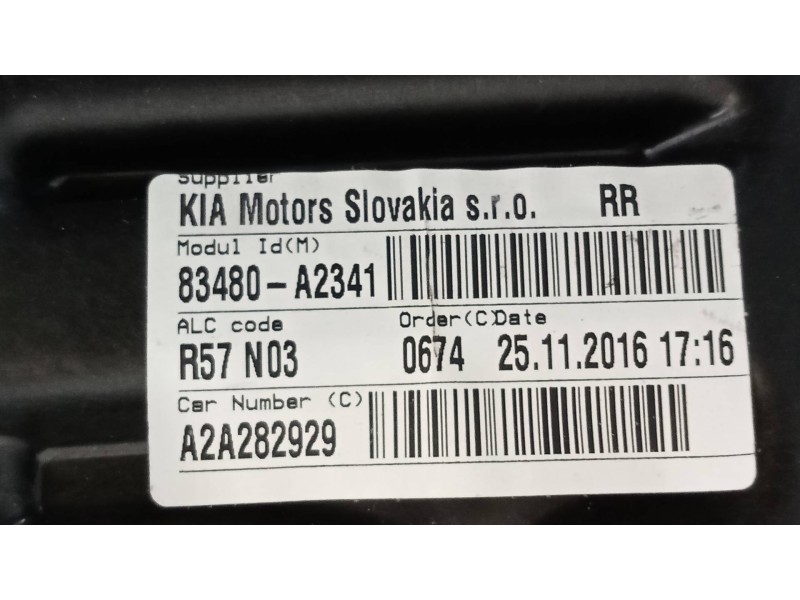 Supplier
KIA Motors Slovakia s.r.o. RR
Modul Id(M)
83480-A2341
ALC code Order(C)Date
R57 N03 0674 25.11.2016 17:16
Car Number (C)
A2A282929